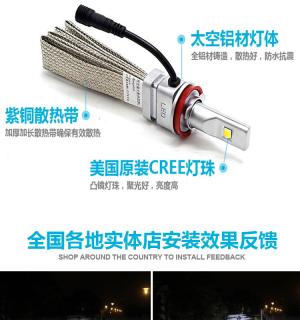 太空铝材灯体
全铝材铸造，散热好，防水抗震
紫铜散热带
加厚加长散热带确保有效散热
LED
美国原装CREE灯珠
凸镜灯珠，聚光好，亮度高
全国各地实体店安装效果反馈
SHOP AROUND THE COUNTRY TO INSTALL FEEDBACK